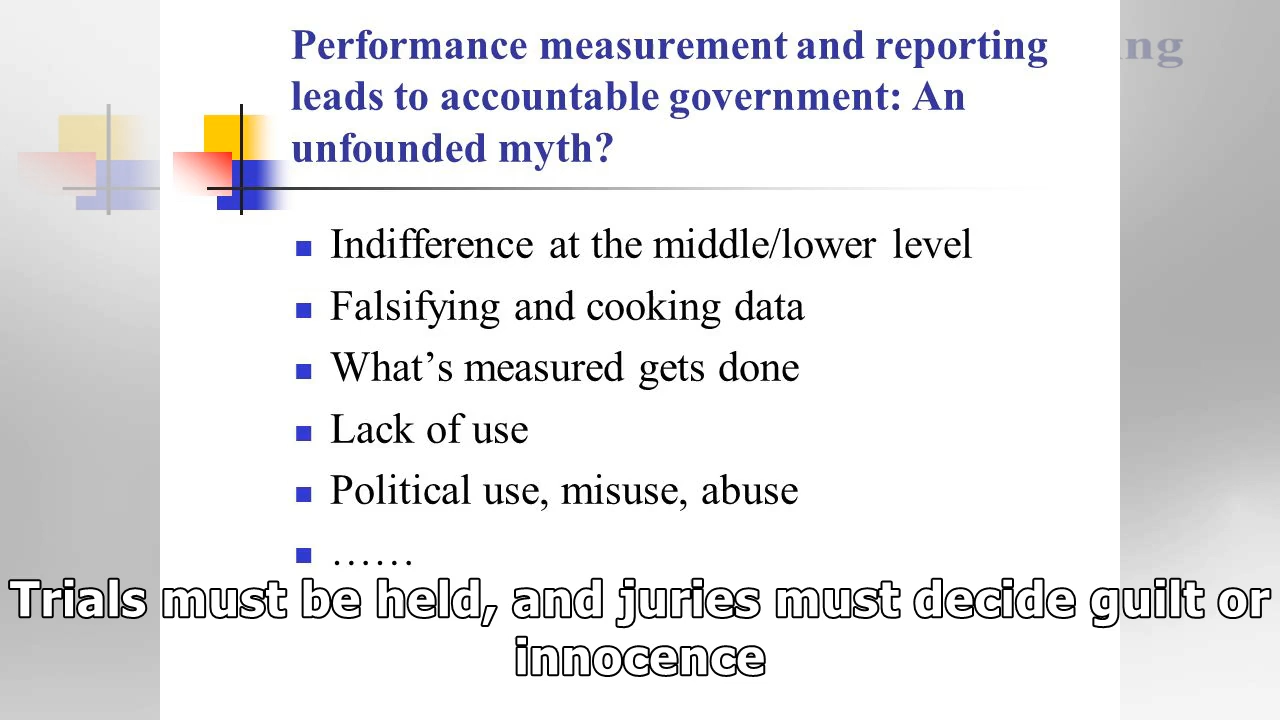 Performance measurement and reporting
leads to accountable government: An
unfounded myth?
Indifference at the middle/lower level
Falsifying and cooking data
What's measured gets done
Lack of use
Political use, misuse, abuse
……
Trials must be held, and juries must decide guilt or
innocence